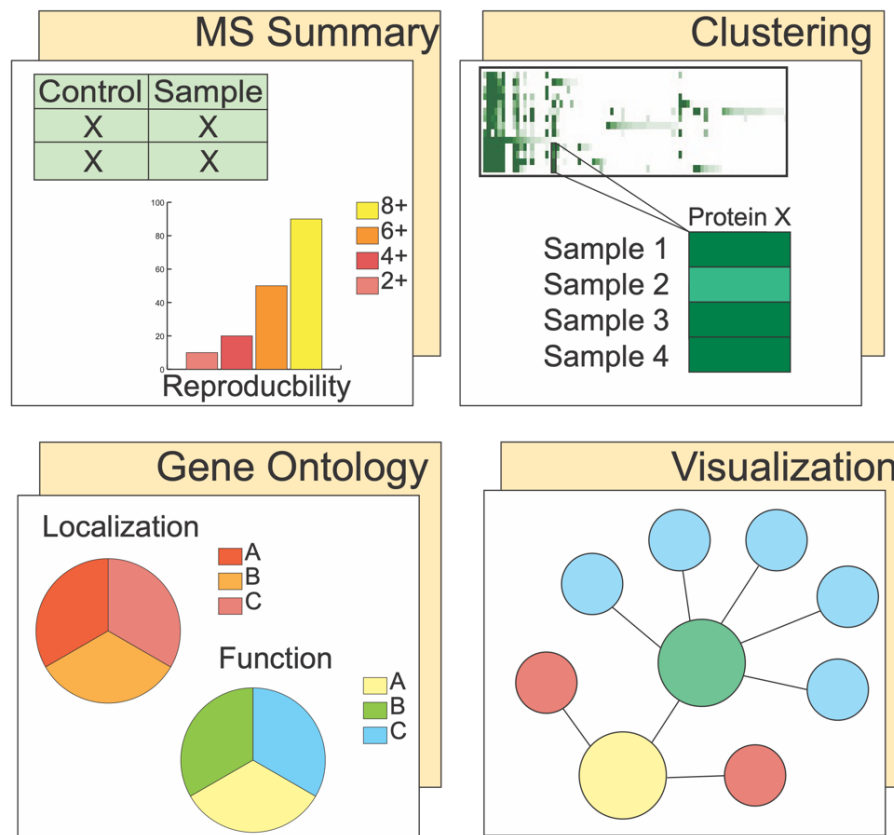 MS Summary
Control Sample
X X
X X
100
80
60
40
20
0
8+
6+
4+
2+
Reproducbility
Clustering
Protein X
Sample 1
Sample 2
Sample 3
Sample 4
Gene Ontology
Localization
A
B
C
Function
A
B
C
Visualization